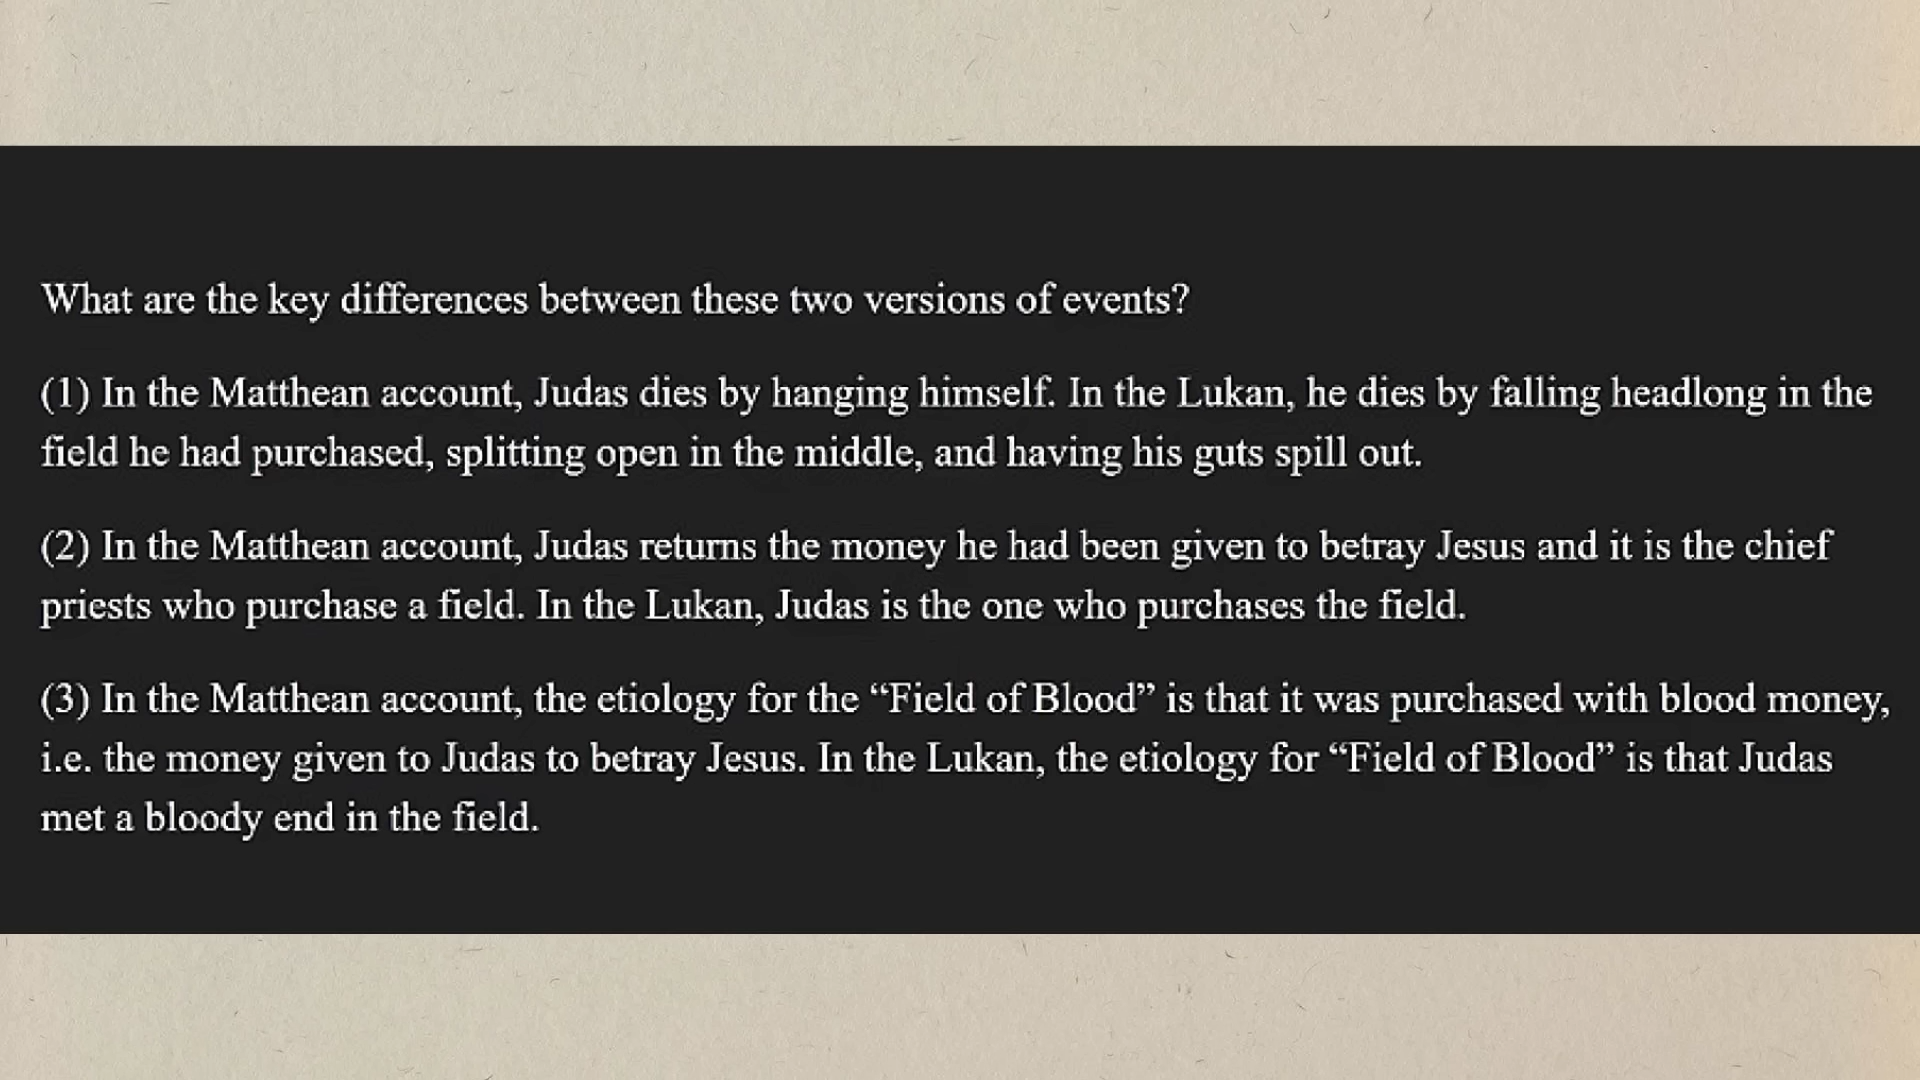 What are the key differences between these two versions of events?
(1) In the Matthean account, Judas dies by hanging himself. In the Lukan, he dies by falling headlong in the
field he had purchased, splitting open in the middle, and having his guts spill out.
(2) In the Matthean account, Judas returns the money he had been given to betray Jesus and it is the chief
priests who purchase a field. In the Lukan, Judas is the one who purchases the field.
(3) In the Matthean account, the etiology for the “Field of Blood” is that it was purchased with blood money,
i.e. the money given to Judas to betray Jesus. In the Lukan, the etiology for “Field of Blood” is that Judas
met a bloody end in the field.